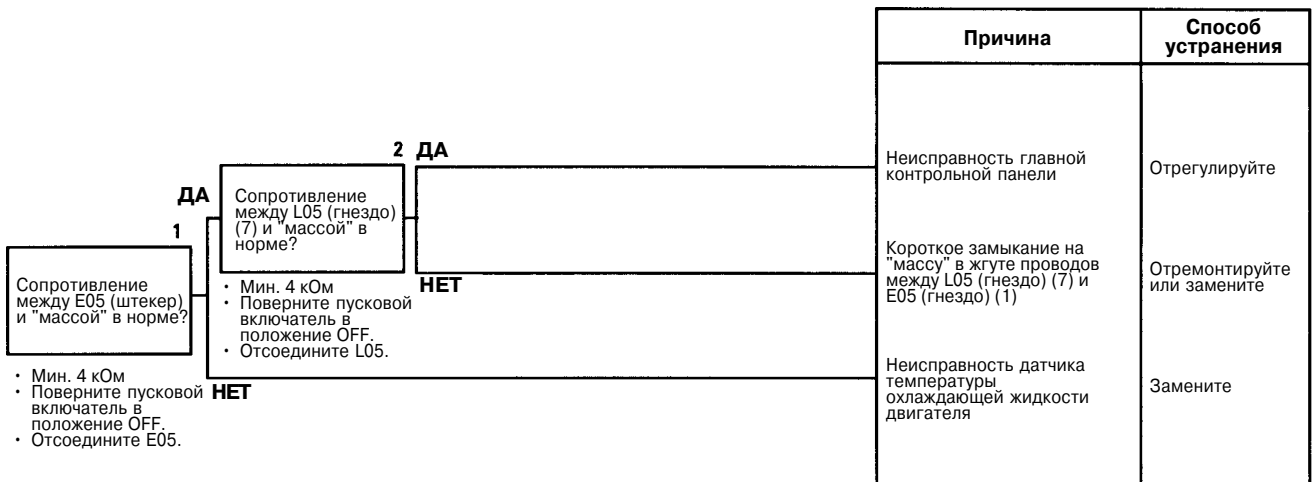 Причина
Способ
устранения
2 ДА
Неисправность главной
контрольной панели
Отрегулируйте
ДА
Сопротивление
между L05 (гнездо)
(7) и "массой" в
норме?
1
Сопротивление
между E05 (штекер)
и "массой" в норме?
НЕТ
· Мин. 4 кОм
· Поверните пусковой
включатель в
положение OFF.
· Отсоедините L05.
Короткое замыкание на
"массу" в жгуте проводов
между L05 (гнездо) (7) и
E05 (гнездо) (1)
Отремонтируйте
или замените
· Мин. 4 кОм
· Поверните пусковой
включатель в
положение OFF.
· Отсоедините E05.
НЕТ
Неисправность датчика
температуры
охлаждающей жидкости
двигателя
Замените